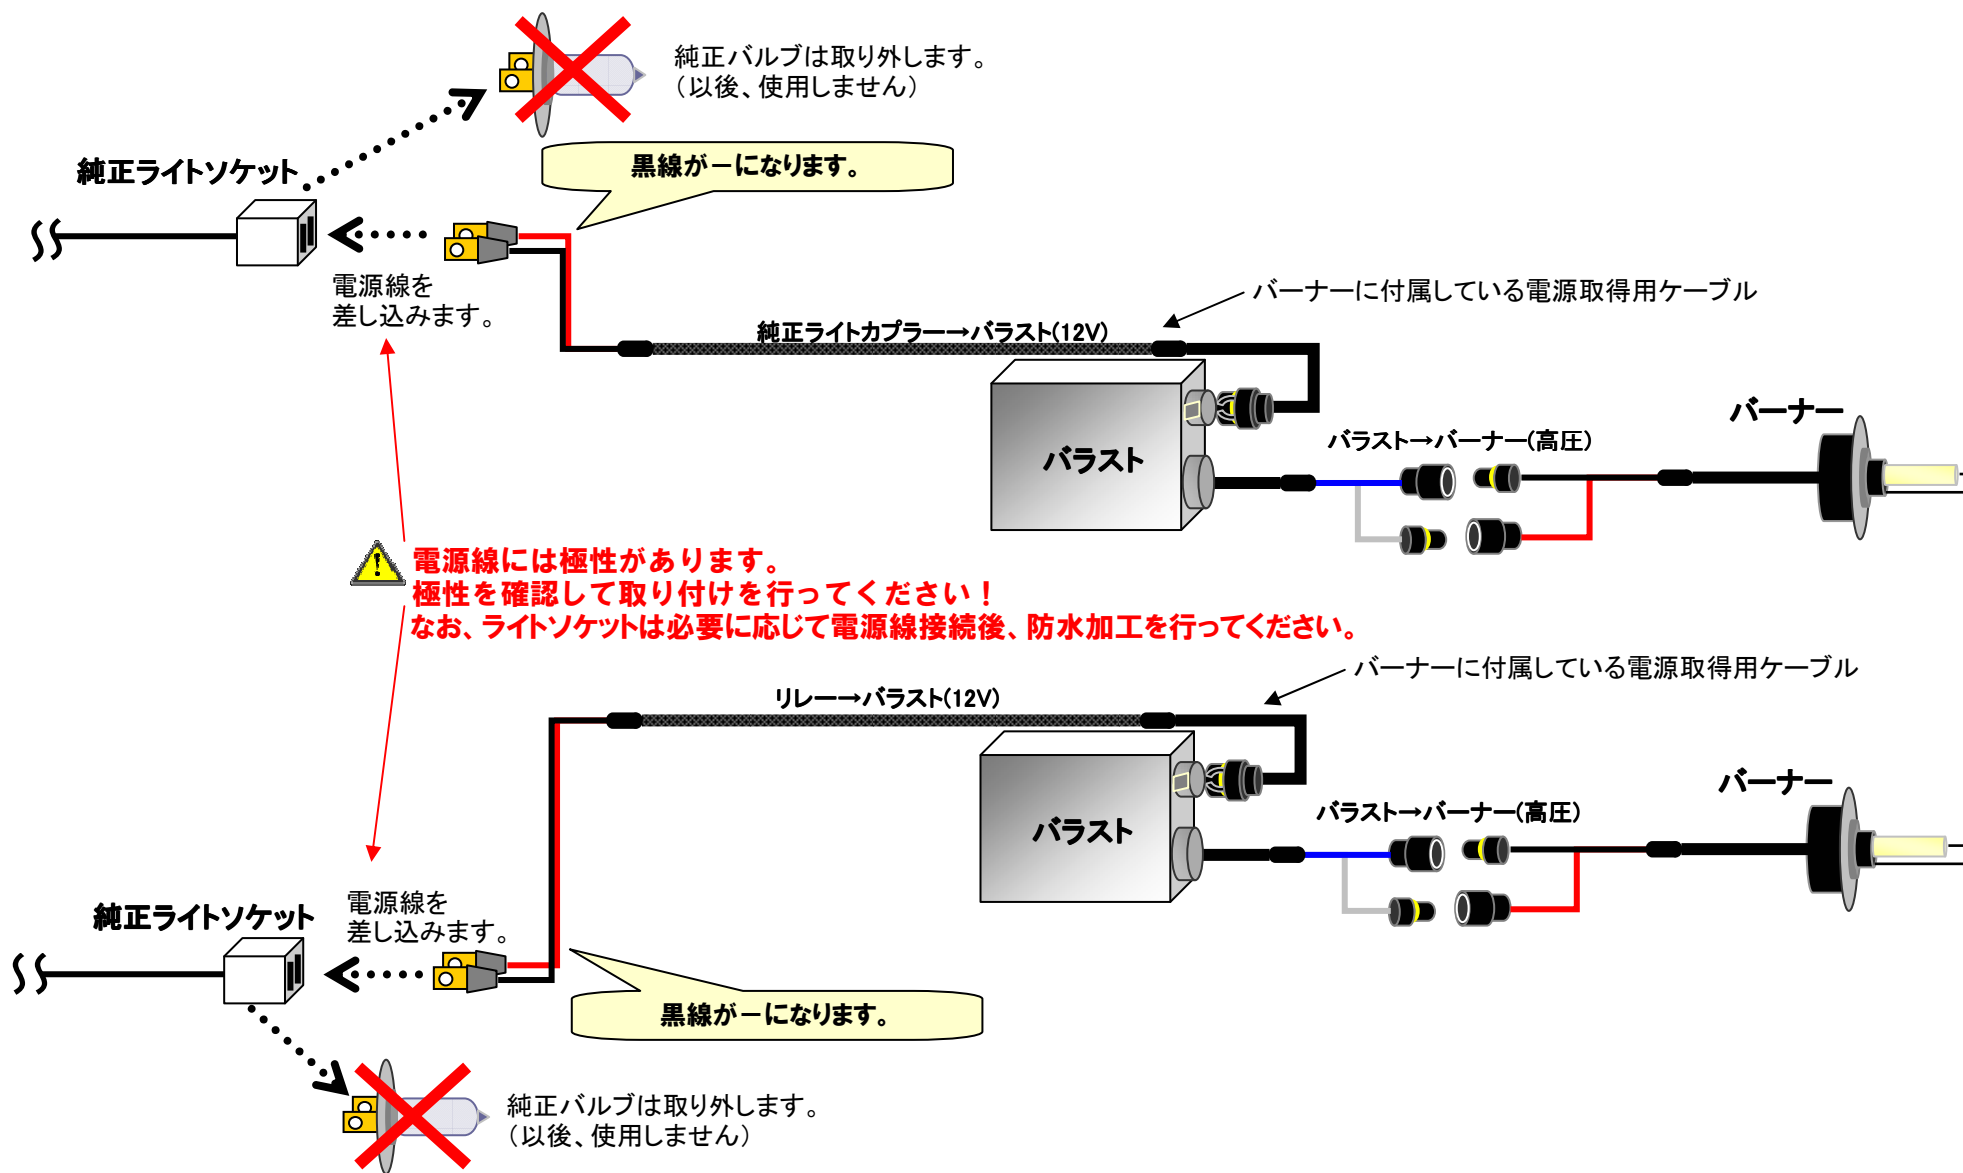 純正バルブは取り外します。
（以後、使用しません）
黒線が－になります。
純正ライトソケット
電源線を
差し込みます。
バーナーに付属している電源取得用ケーブル
純正ライトカプラー→バラスト(12V)
バラスト
バラスト→バーナー(高圧)
バーナー
電源線には極性があります。
極性を確認して取り付けを行ってください！
なお、ライトソケットは必要に応じて電源線接続後、防水加工を行ってください。
バーナーに付属している電源取得用ケーブル
リレー→バラスト(12V)
バラスト
バラスト→バーナー(高圧)
バーナー
電源線を
差し込みます。
純正ライトソケット
黒線が－になります。
純正バルブは取り外します。
（以後、使用しません）